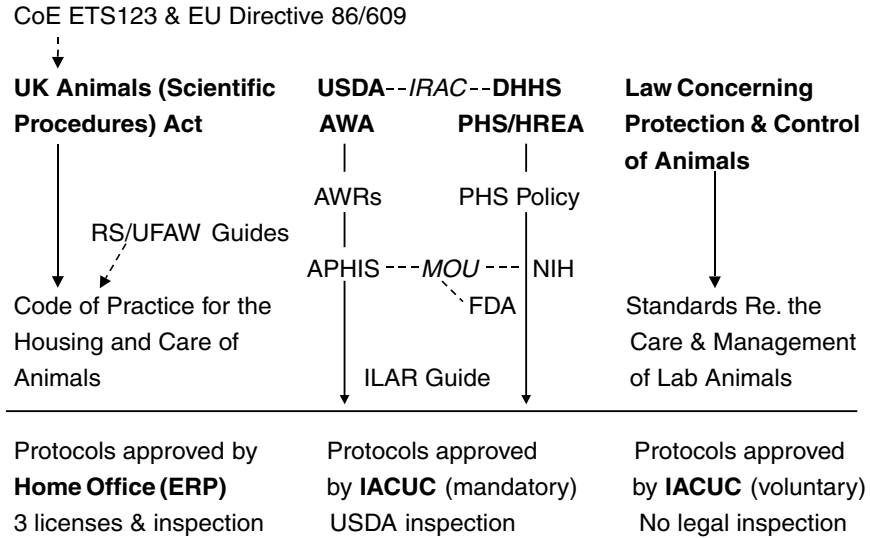 CoE ETS123 & EU Directive 86/609
UK Animals (Scientific
Procedures) Act
RS/UFAW Guides
Code of Practice for the
Housing and Care of
Animals
USDA--IRAC--DHHS
AWA PHS/HREA
AWRs PHS Policy
APHIS ---MOU --- NIH
FDA
ILAR Guide
Law Concerning
Protection & Control
of Animals
Standards Re. the
Care & Management
of Lab Animals
Protocols approved by
Home Office (ERP)
3 licenses & inspection
Protocols approved
by IACUC (mandatory)
USDA inspection
Protocols approved
by IACUC (voluntary)
No legal inspection